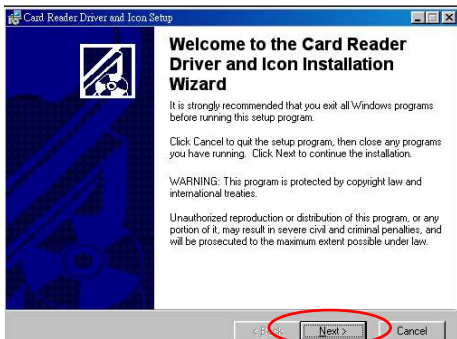 Card Reader Driver and Icon Setup
Welcome to the Card Reader
Driver and Icon Installation
Wizard
It is strongly recommended that you exit all Windows programs
before running this setup program.
Click Cancel to quit the setup program, then close any programs
you have running. Click Next to continue the installation.
WARNING: This program is protected by copyright law and
international treaties.
Unauthorized reproduction or distribution of this program, or any
portion of it, may result in severe civil and criminal penalties, and
will be prosecuted to the maximum extent possible under law.
< Back Next > Cancel